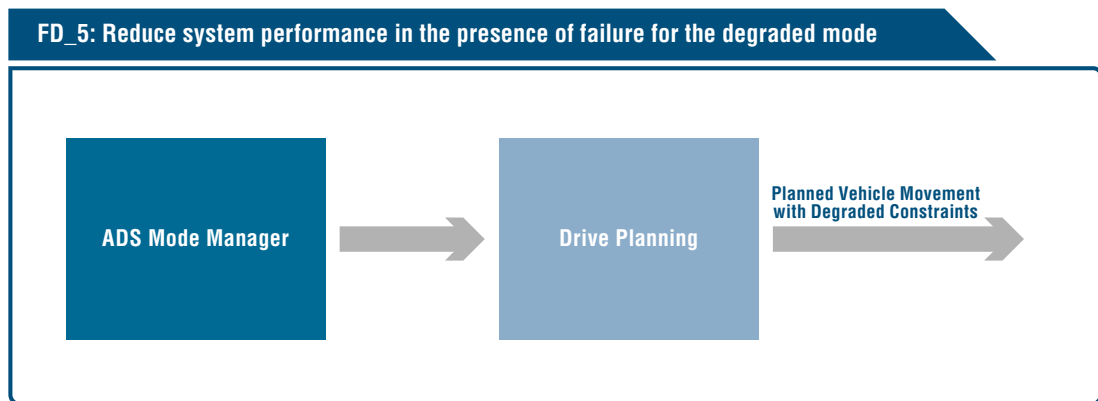 FD_5: Reduce system performance in the presence of failure for the degraded mode
ADS Mode Manager
Drive Planning
Planned Vehicle Movement
with Degraded Constraints